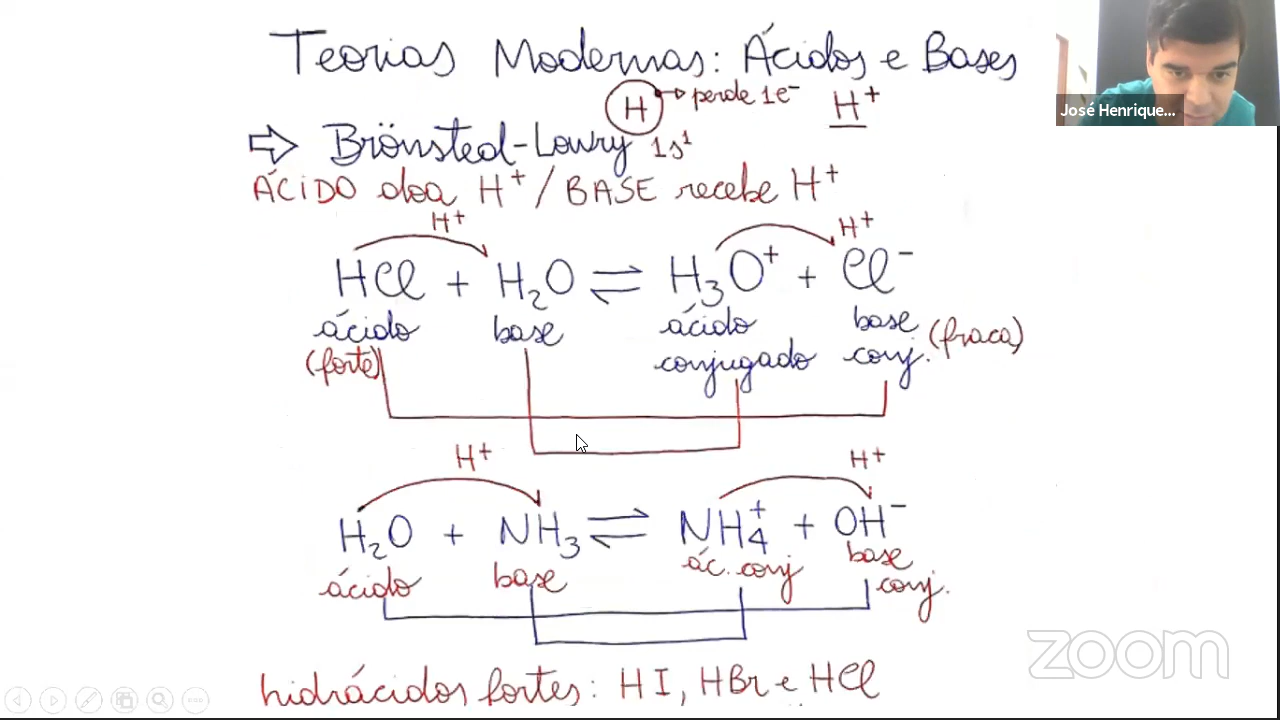 Teorias Modernas: Ácidos e Bases
H → perde 1e⁻ H⁺
José Henrique...
⇒ Brönsted-Lowry 1s¹
ÁCIDO doa H⁺ / BASE recebe H⁺
H⁺ H⁺
HCl + H₂O ⇌ H₃O⁺ + Cl⁻
ácido base ácido base (fraca)
(forte) conjugado conj.
H⁺ H⁺
H₂O + NH₃ ⇌ NH₄⁺ + OH⁻
ácido base ác. conj base
conj.
zoom
hidrácidos fortes: HI, HBr e HCl